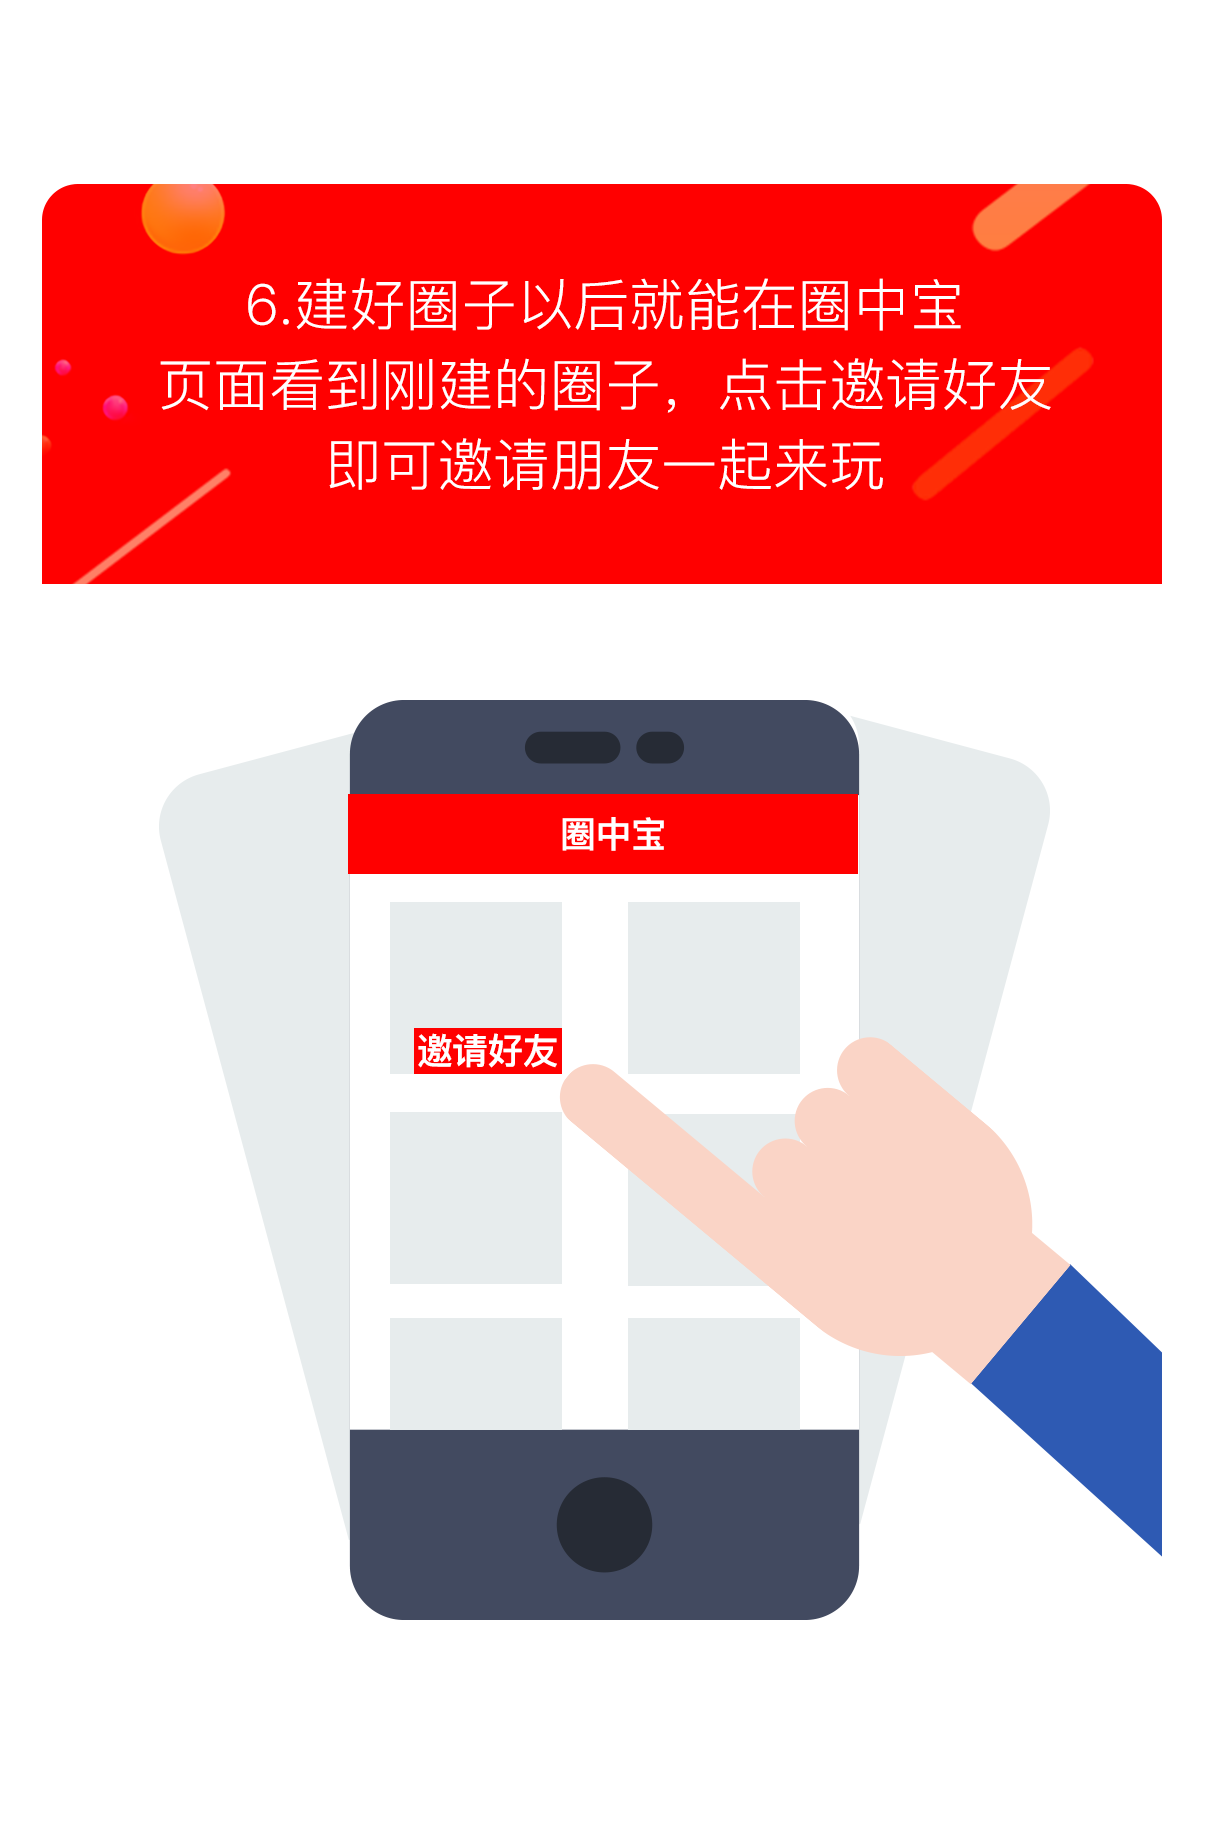 6.建好圈子以后就能在圈中宝
页面看到刚建的圈子，点击邀请好友
即可邀请朋友一起来玩
圈中宝
邀请好友